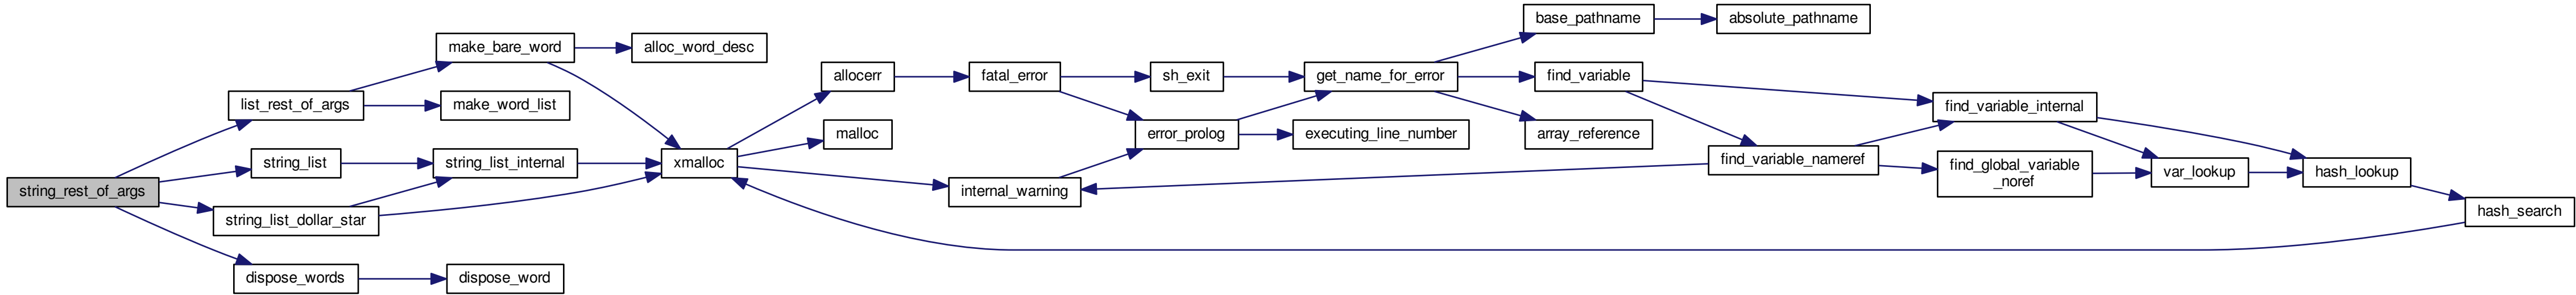 string_rest_of_args
list_rest_of_args
string_list
string_list_dollar_star
dispose_words
make_bare_word
make_word_list
string_list_internal
dispose_word
alloc_word_desc
xmalloc
allocerr
malloc
internal_warning
fatal_error
sh_exit
error_prolog
get_name_for_error
executing_line_number
base_pathname
find_variable
array_reference
absolute_pathname
find_variable_nameref
find_variable_internal
find_global_variable
_noref
var_lookup
hash_lookup
hash_search